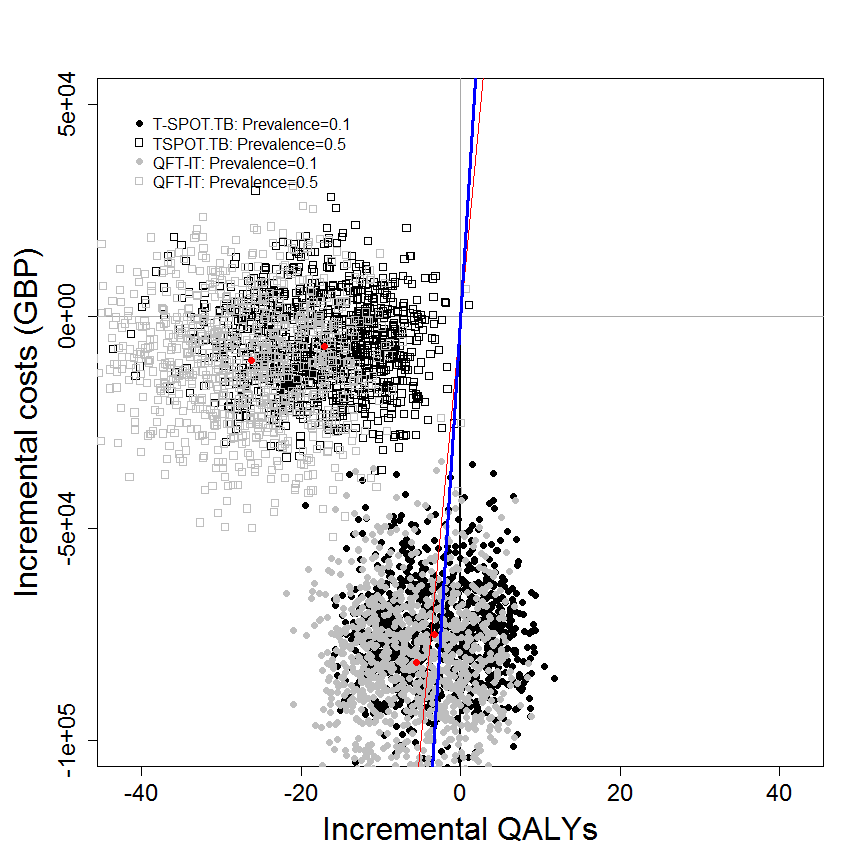 T-SPOT.TB: Prevalence=0.1
TSPOT.TB: Prevalence=0.5
QFT-IT: Prevalence=0.1
QFT-IT: Prevalence=0.5
Incremental costs (GBP)
5e+04
0e+00
-5e+04
-1e+05
-40
-20
0
20
40
Incremental QALYs